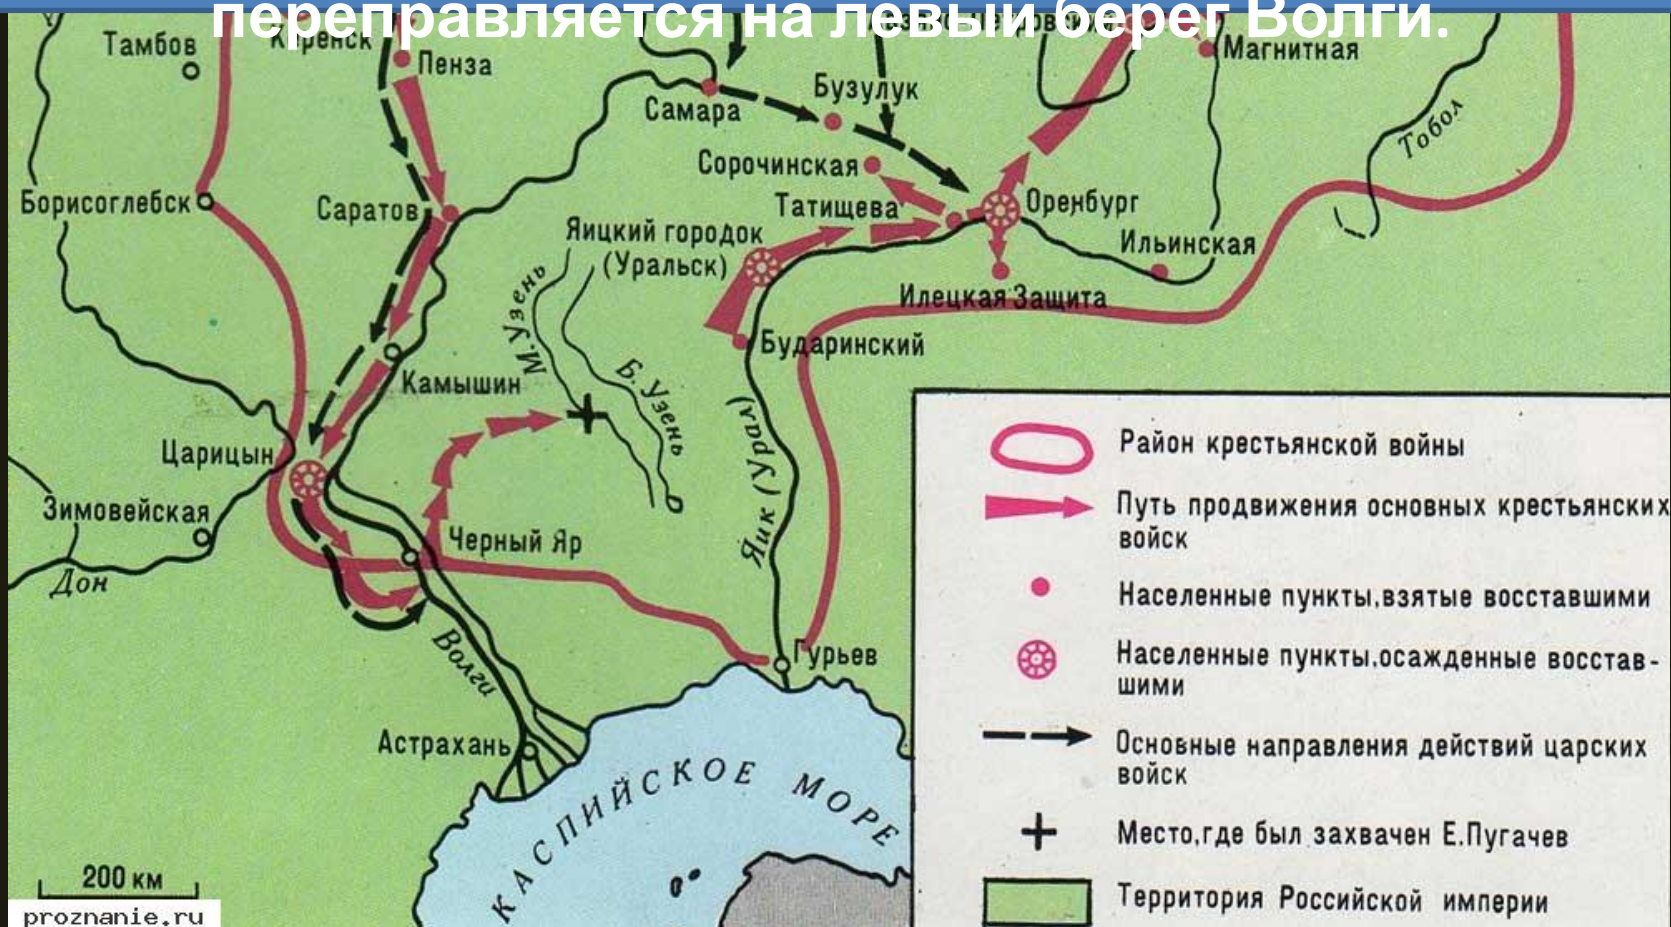 переправляется на левый берег Волги.
Тамбов
Керенск
Пенза
Магнитная
Самара
Бузулук
Тобол
Сорочинская
Борисоглебск
Саратов
Татищева
Оренбург
Яицкий городок
(Уральск)
Ильинская
М.Узень
Илецкая Защита
Бударинский
Камышин
Б. Узень
Яик (Урал)
Царицын
Зимовейская
Черный Яр
Дон
Волги
Гурьев
Астрахань
КАСПИЙСКОЕ МОРЕ
200 км
proznanie.ru
Район крестьянской войны
Путь продвижения основных крестьянских
войск
Населенные пункты,взятые восставшими
Населенные пункты,осажденные восстав-
шими
Основные направления действий царских
войск
Место,где был захвачен Е.Пугачев
Территория Российской империи